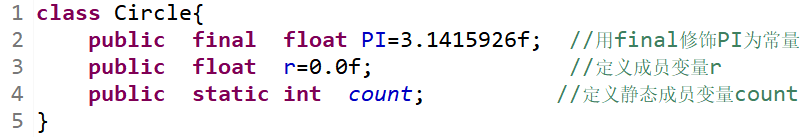 1 class Circle{
2     public  final  float PI=3.1415926f;  //用final修饰PI为常量
3     public float  r=0.0f;                //定义成员变量r
4     public  static int  count;          //定义静态成员变量count
5 }